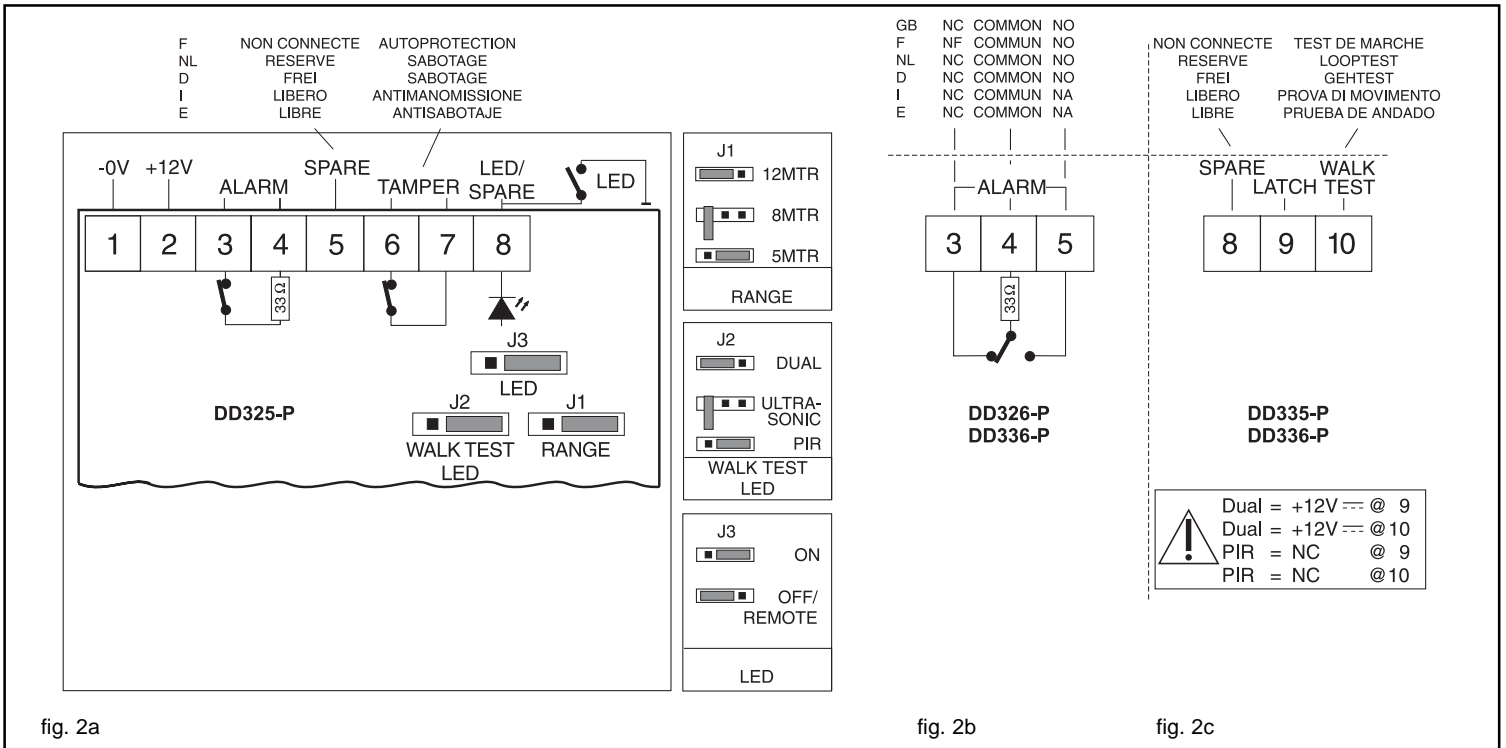 F NON CONNECTE AUTOPROTECTION
NL RESERVE SABOTAGE
D FREI SABOTAGE
I LIBERO ANTIMANOMISSIONE
E LIBRE ANTISABOTAJE
-0V +12V ALARM SPARE TAMPER LED/
SPARE
LED
1 2 3 4 5 6 7 8
33 Ω
J3
LED
DD325-P
J2 J1
WALK TEST RANGE
LED
J1
12MTR
8MTR
5MTR
RANGE
J2
DUAL
ULTRA-
SONIC
PIR
WALK TEST
LED
J3
ON
OFF/
REMOTE
LED
fig. 2a
GB NC COMMON NO
F NF COMMUN NO
NL NC COMMON NO
D NC COMMON NO
I NC COMMUN NA
E NC COMMON NA
ALARM
3 4 5
33 Ω
DD326-P
DD336-P
fig. 2b
NON CONNECTE TEST DE MARCHE
RESERVE LOOPTEST
FREI GEHTEST
LIBERO PROVA DI MOVIMENTO
LIBRE PRUEBA DE ANDADO
SPARE WALK
LATCH TEST
8 9 10
DD335-P
DD336-P
Dual = +12V ⎓ @ 9
Dual = +12V ⎓ @ 10
PIR = NC @ 9
PIR = NC @ 10
fig. 2c